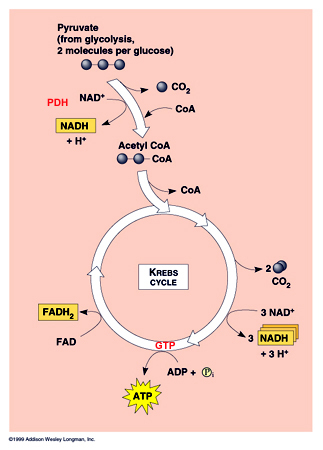 Pyruvate
(from glycolysis,
2 molecules per glucose)
CO2
PDH
NAD+
CoA
NADH
+ H+
Acetyl CoA
CoA
CoA
KREBS
CYCLE
2
CO2
3 NAD+
3 NADH
+ 3 H+
FADH2
FAD
GTP
ADP + Pi
ATP
©1999 Addison Wesley Longman, Inc.